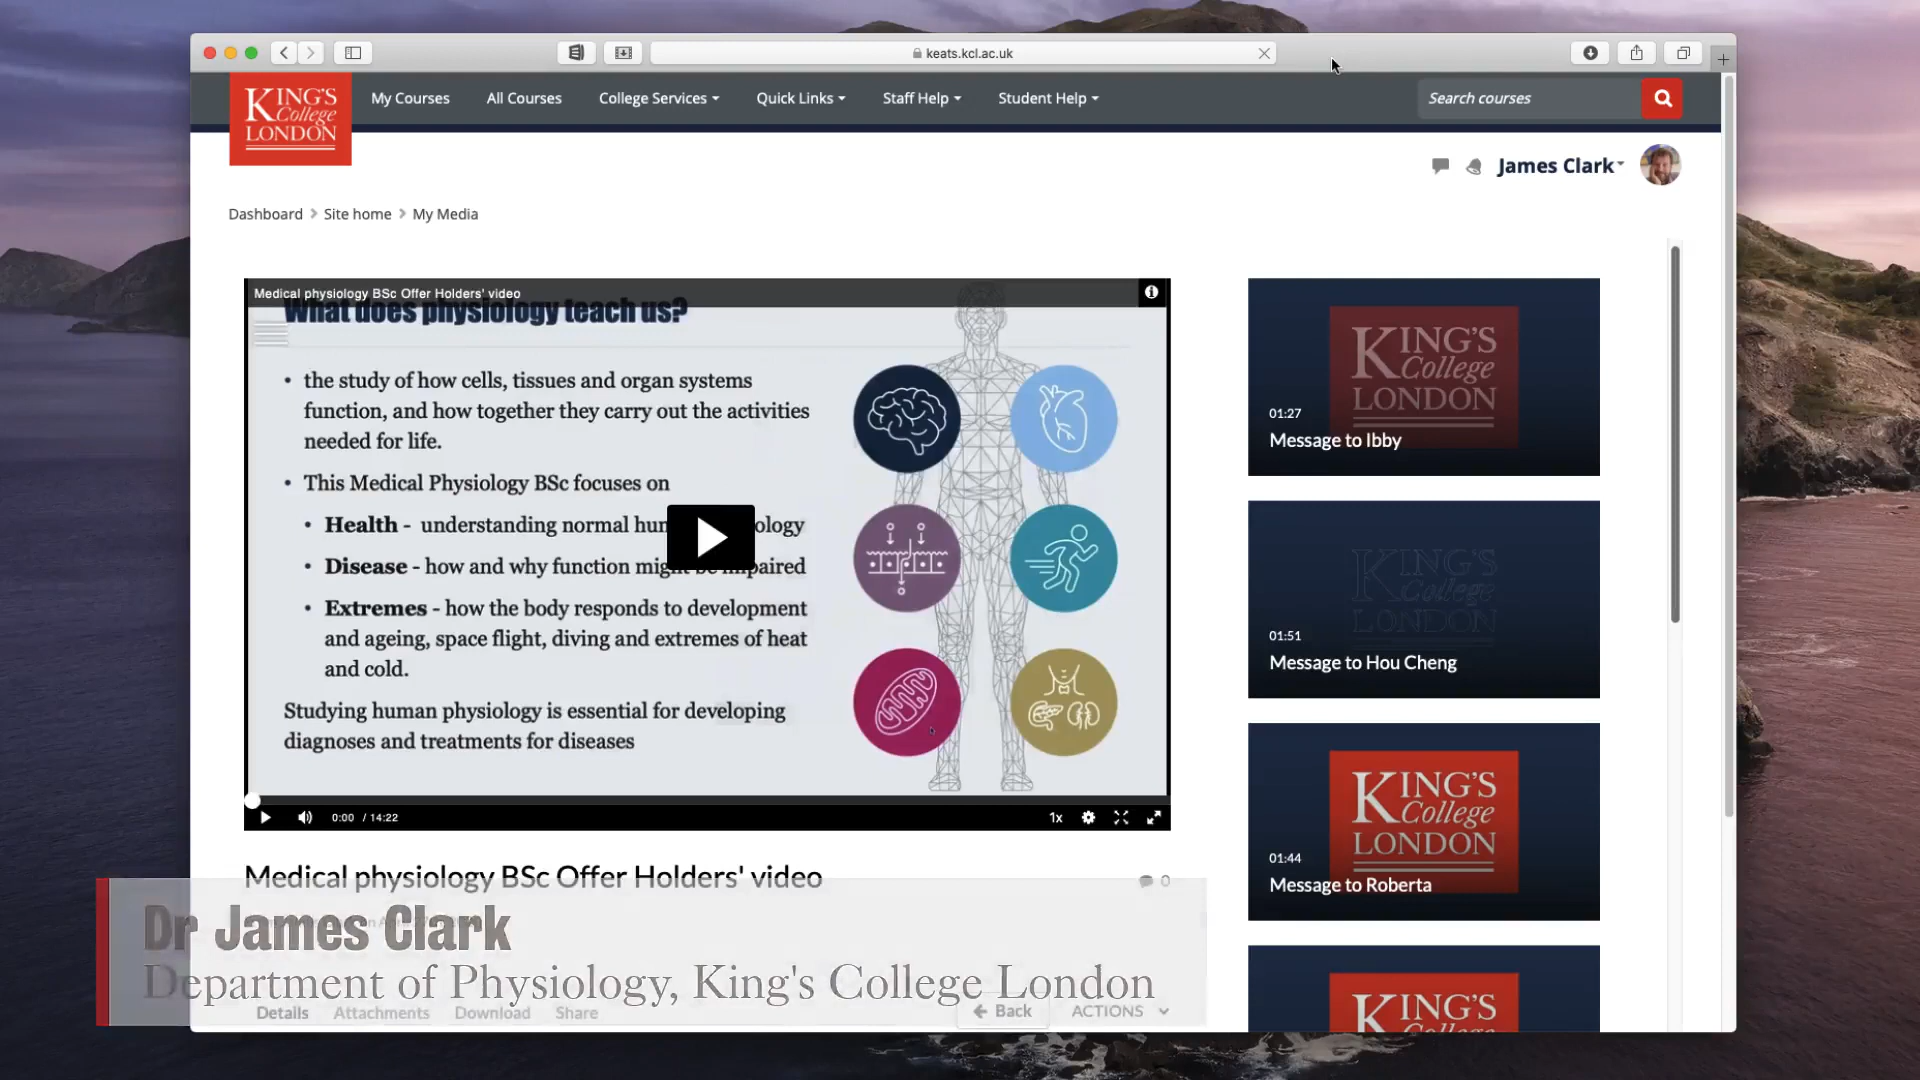 keats.kcl.ac.uk
KING'S
College
LONDON
My Courses
All Courses
College Services
Quick Links
Staff Help
Student Help
Search courses
James Clark
Dashboard
Site home
My Media
Medical physiology BSc Offer Holders' video
What does physiology teach us?
• the study of how cells, tissues and organ systems
function, and how together they carry out the activities
needed for life.
• This Medical Physiology BSc focuses on
• Health - understanding normal
• Disease - how and why function
• Extremes - how the body responds to development
and ageing, space flight, diving and extremes of heat
and cold.
Studying human physiology is essential for developing
diagnoses and treatments for diseases
0:00 / 14:22
1x
KING'S
College
LONDON
01:27
Message to Ibby
KING'S
College
LONDON
01:51
Message to Hou Cheng
KING'S
College
LONDON
01:44
Message to Roberta
KING'S
Medical physiology BSc Offer Holders' video
0
Dr James Clark
Department of Physiology, King's College London
Details
Attachments
Download
Share
Back
ACTIONS